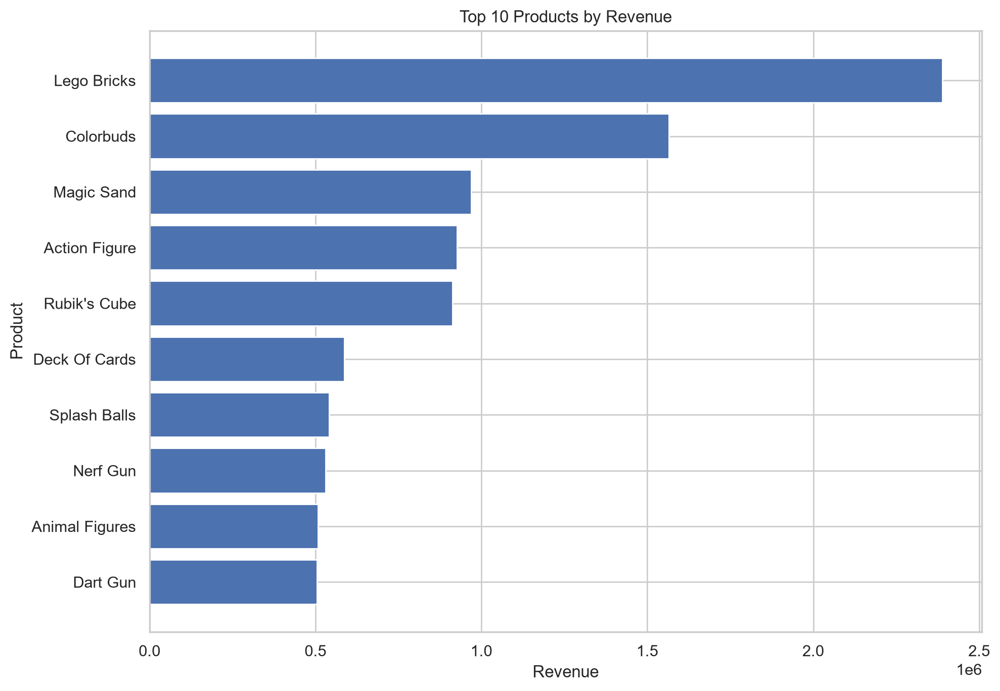 Top 10 Products by Revenue
Product
Lego Bricks
Colorbuds
Magic Sand
Action Figure
Rubik's Cube
Deck Of Cards
Splash Balls
Nerf Gun
Animal Figures
Dart Gun
0.0 0.5 1.0 1.5 2.0 2.5
1e6
Revenue